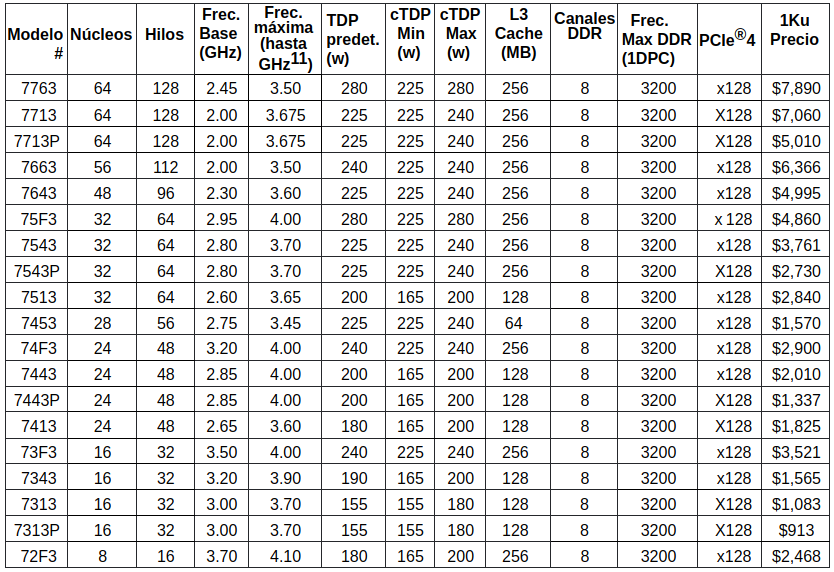 Modelo # Núcleos Hilos Frec. Base (GHz) Frec. máxima (hasta GHz11) TDP predet. (w) cTDP Min (w) cTDP Max (w) L3 Cache (MB) Canales DDR Frec. Max DDR (1DPC) PCIe®4 1Ku Precio
7763 64 128 2.45 3.50 280 225 280 256 8 3200 x128 $7,890
7713 64 128 2.00 3.675 225 225 240 256 8 3200 X128 $7,060
7713P 64 128 2.00 3.675 225 225 240 256 8 3200 X128 $5,010
7663 56 112 2.00 3.50 240 225 240 256 8 3200 x128 $6,366
7643 48 96 2.30 3.60 225 225 240 256 8 3200 x128 $4,995
75F3 32 64 2.95 4.00 280 225 280 256 8 3200 x 128 $4,860
7543 32 64 2.80 3.70 225 225 240 256 8 3200 x128 $3,761
7543P 32 64 2.80 3.70 225 225 240 256 8 3200 X128 $2,730
7513 32 64 2.60 3.65 200 165 200 128 8 3200 x128 $2,840
7453 28 56 2.75 3.45 225 225 240 64 8 3200 x128 $1,570
74F3 24 48 3.20 4.00 240 225 240 256 8 3200 x128 $2,900
7443 24 48 2.85 4.00 200 165 200 128 8 3200 x128 $2,010
7443P 24 48 2.85 4.00 200 165 200 128 8 3200 X128 $1,337
7413 24 48 2.65 3.60 180 165 200 128 8 3200 X128 $1,825
73F3 16 32 3.50 4.00 240 225 240 256 8 3200 x128 $3,521
7343 16 32 3.20 3.90 190 165 200 128 8 3200 x128 $1,565
7313 16 32 3.00 3.70 155 155 180 128 8 3200 X128 $1,083
7313P 16 32 3.00 3.70 155 155 180 128 8 3200 X128 $913
72F3 8 16 3.70 4.10 180 165 200 256 8 3200 x128 $2,468